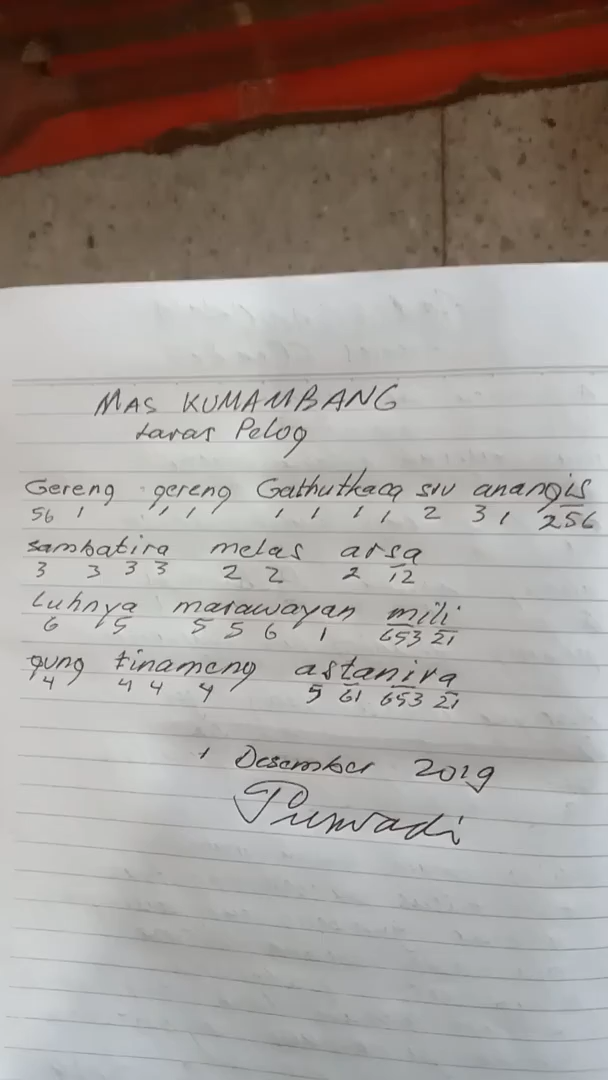 MAS KUMAMBANG
Laras Pelog
Gereng gereng Gathutkaca sru anangis
56 1 1 1 1 1 1 1 2 3 1 256
sambatira melas arsa
3 3 3 3 2 2 2 12
Luhnya marawayan mili
6 5 5 5 6 1 653 21
gung tinameng astanira
4 4 4 4 5 61 653 21
1 Desember 2019
Purwadi